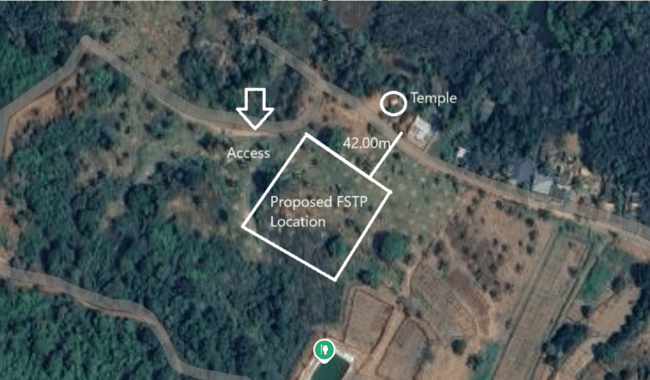 Temple
42.00m
Access
Proposed FSTP
Location